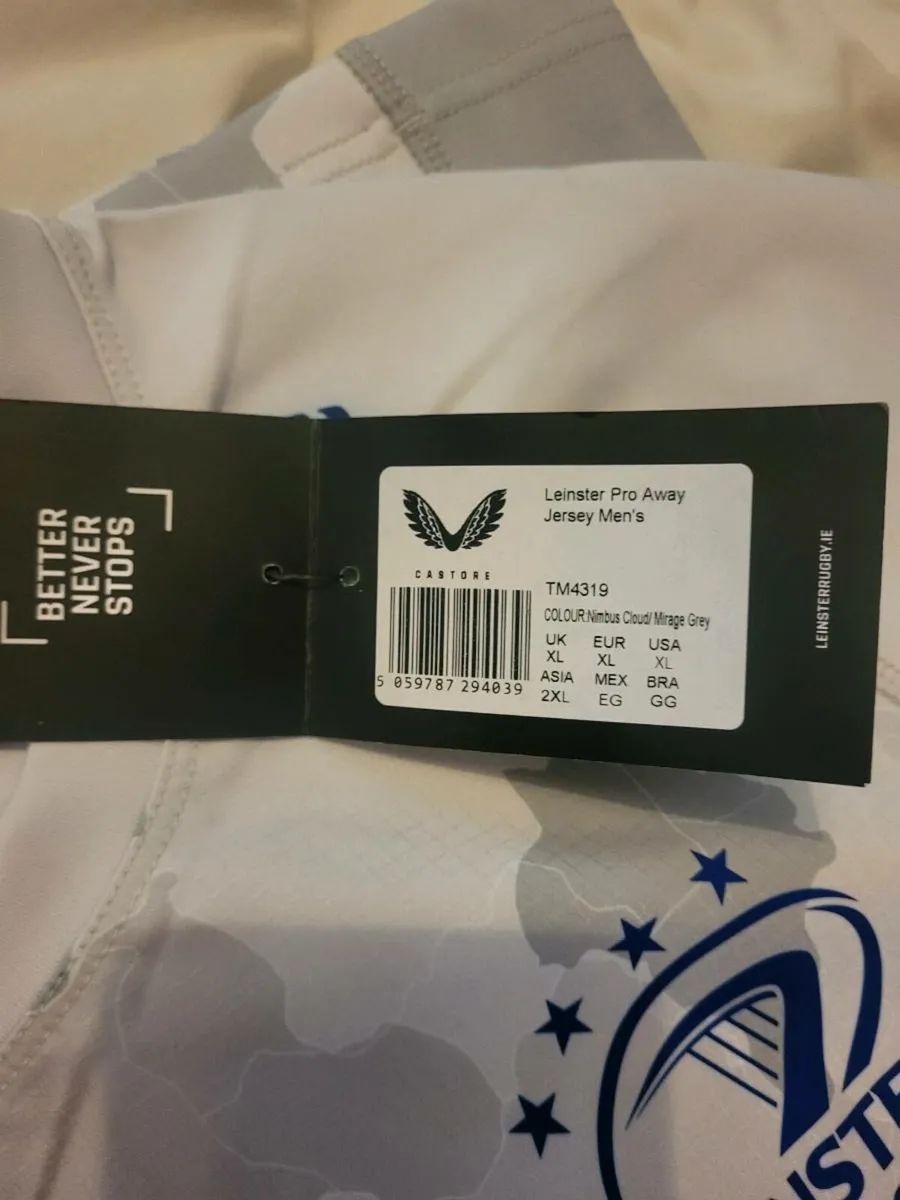 BETTER
NEVER
STOPS
CASTORE
5 059787 294039
Leinster Pro Away
Jersey Men's
TM4319
COLOUR:Nimbus Cloud/ Mirage Grey
UK EUR USA
XL XL XL
ASIA MEX BRA
2XL EG GG
LEINSTERRUGBY.IE
NSTE